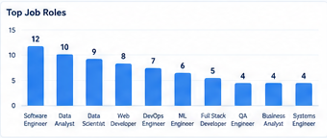 Top Job Roles
15
10
5
0
12
10
9
8
7
6
5
4
4
4
Software Engineer
Data Analyst
Data Scientist
Web Developer
DevOps Engineer
ML Engineer
Full Stack Developer
QA Engineer
Business Analyst
Systems Engineer